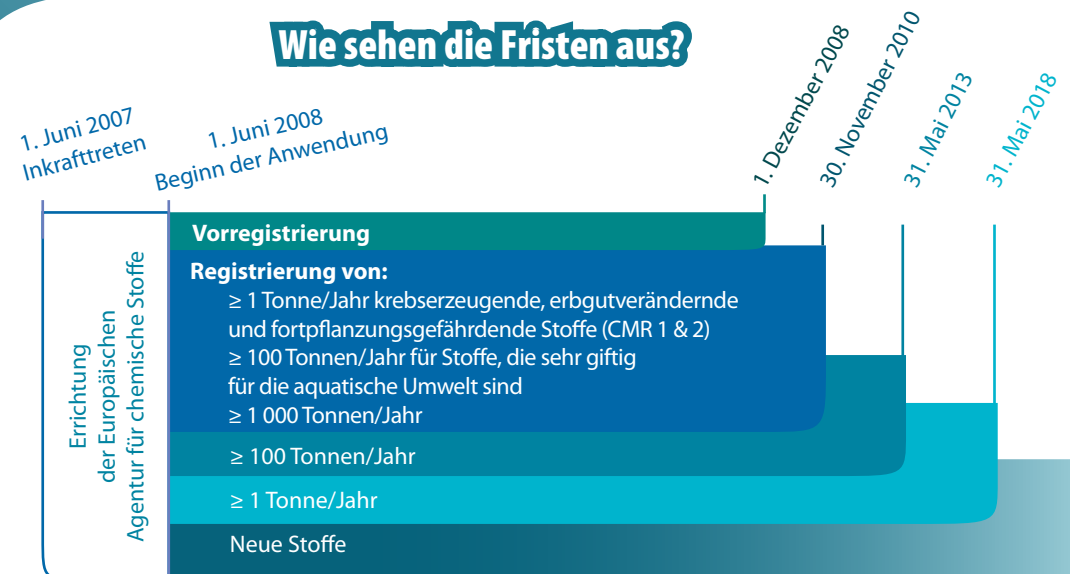 Wie sehen die Fristen aus?
1. Juni 2007
Inkrafttreten
1. Juni 2008
Beginn der Anwendung
1. Dezember 2008
30. November 2010
31. Mai 2013
31. Mai 2018
Errichtung
der Europäischen
Agentur für chemische Stoffe
Vorregistrierung
Registrierung von:
≥ 1 Tonne/Jahr krebserzeugende, erbgutverändernde
und fortpflanzungsgefährdende Stoffe (CMR 1 & 2)
≥ 100 Tonnen/Jahr für Stoffe, die sehr giftig
für die aquatische Umwelt sind
≥ 1 000 Tonnen/Jahr
≥ 100 Tonnen/Jahr
≥ 1 Tonne/Jahr
Neue Stoffe